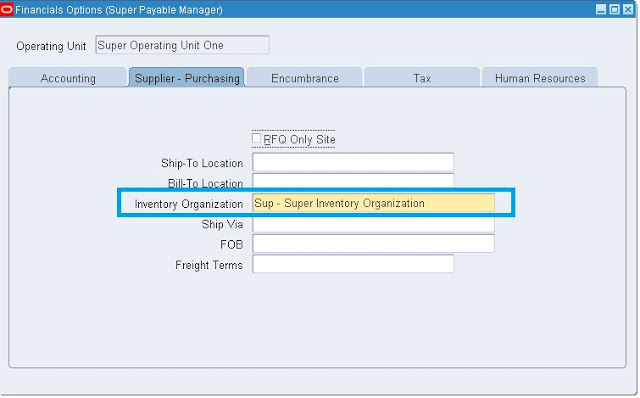 Financials Options (Super Payable Manager)
Operating Unit Super Operating Unit One
Accounting Supplier - Purchasing Encumbrance Tax Human Resources
RFQ Only Site
Ship-To Location
Bill-To Location
Inventory Organization Sup - Super Inventory Organization
Ship Via
FOB
Freight Terms